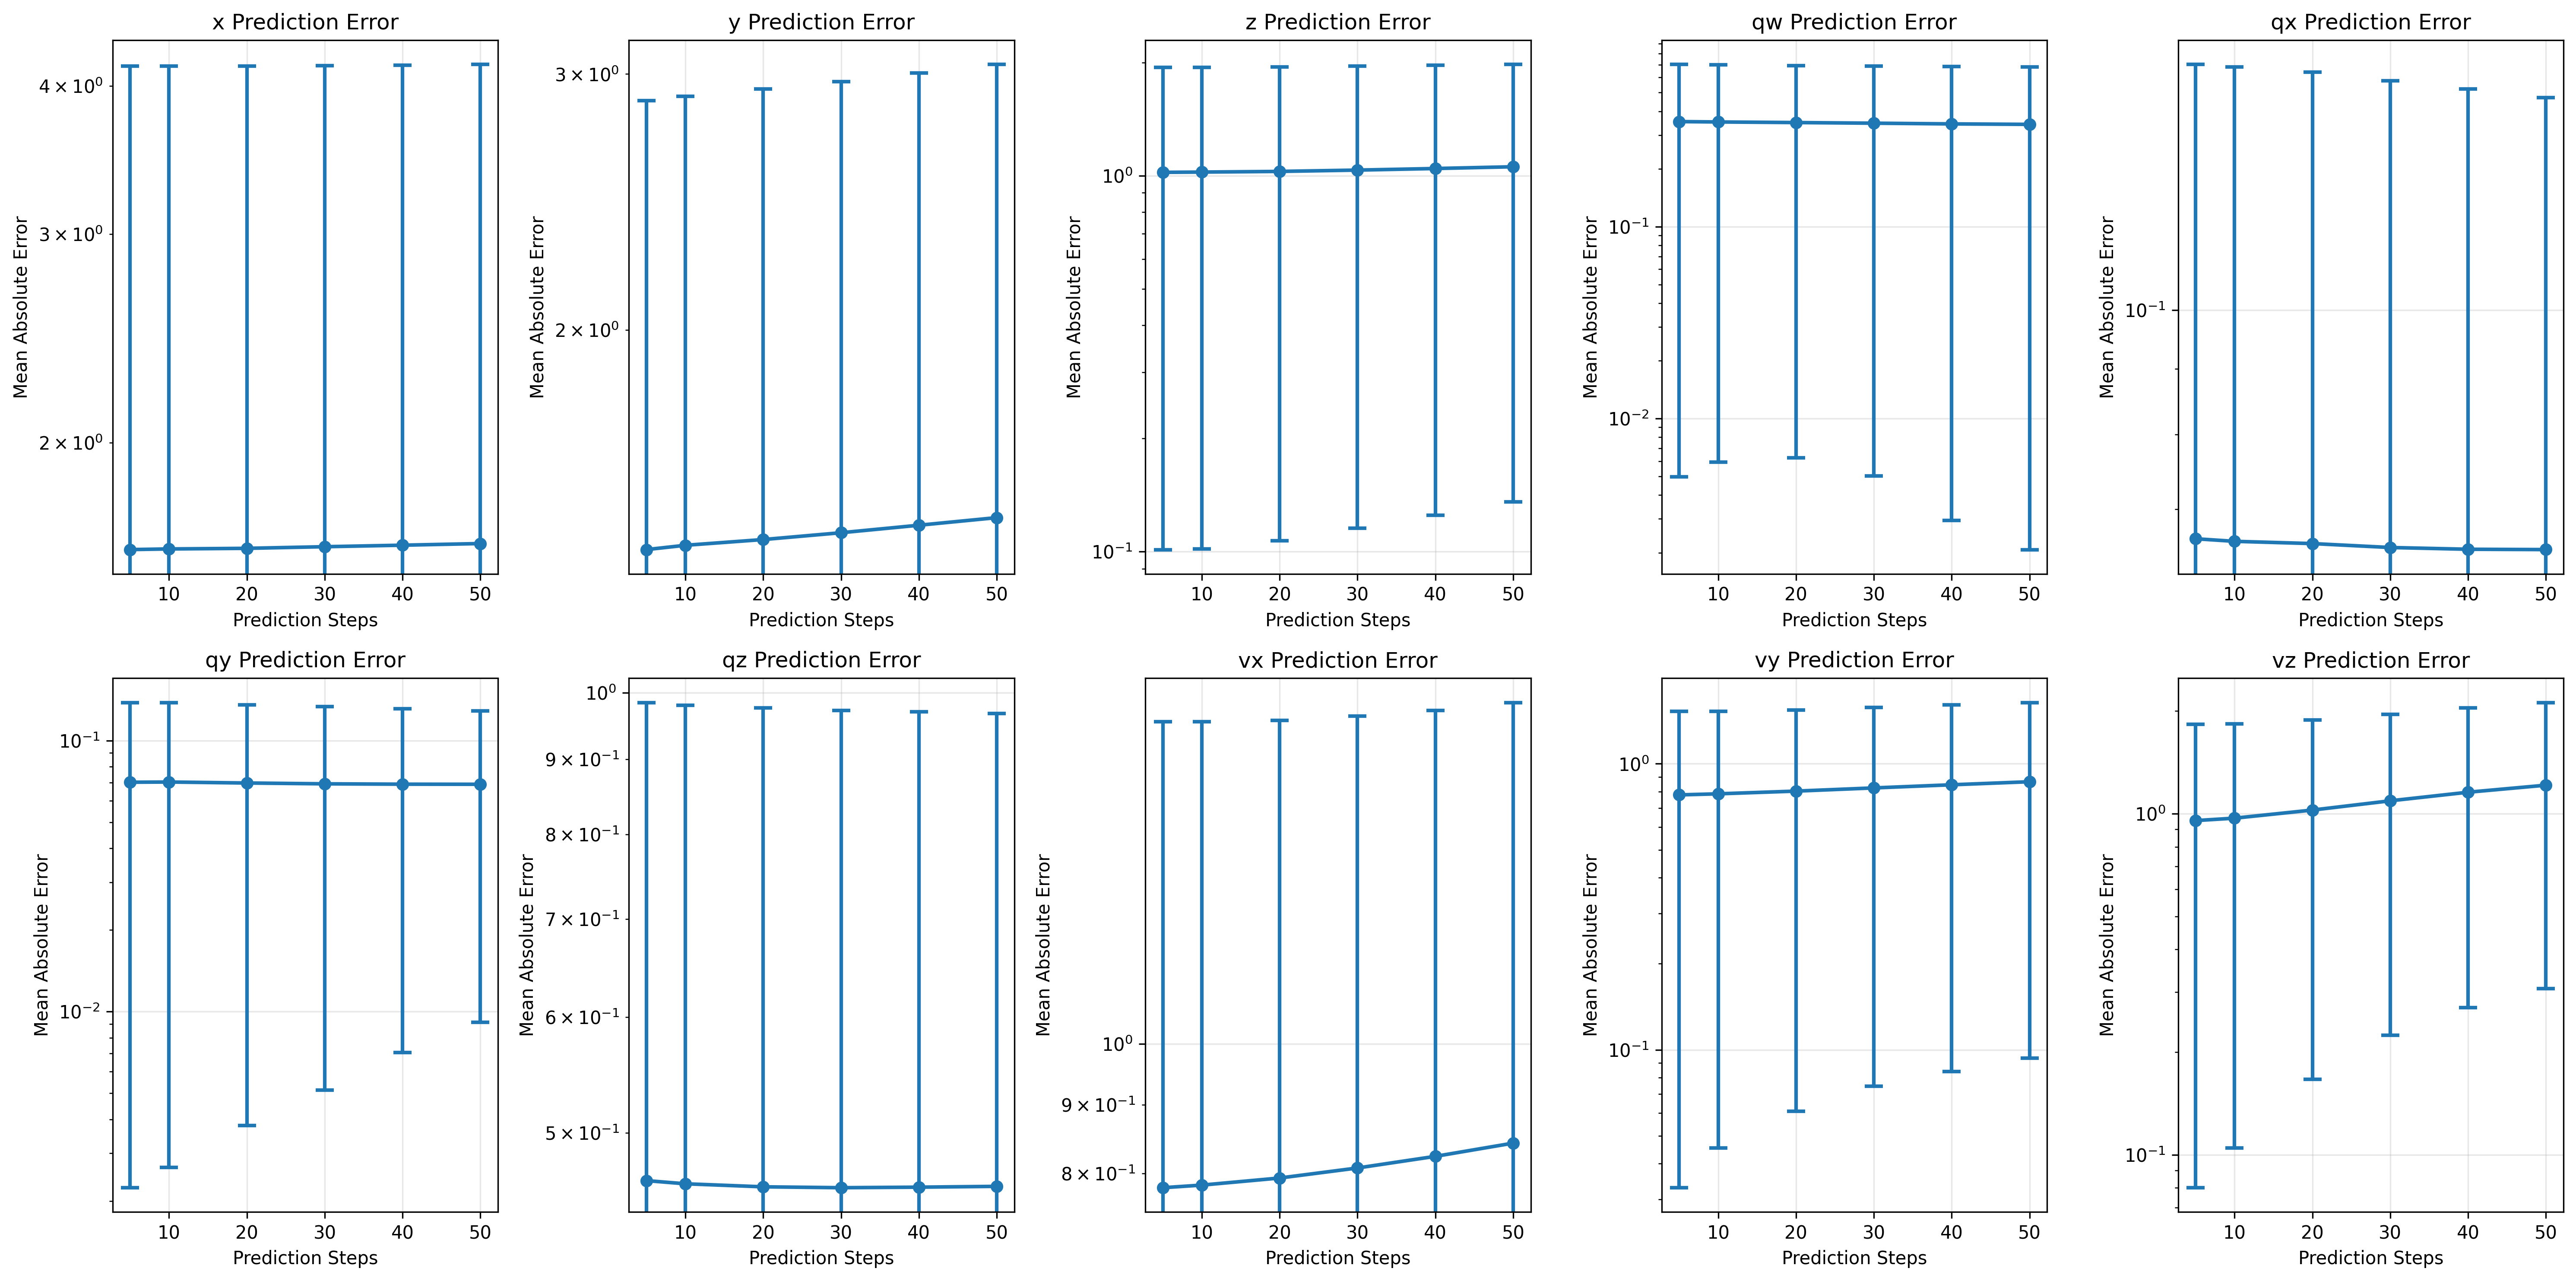 x Prediction Error
4 × 10⁰
3 × 10⁰
2 × 10⁰
Mean Absolute Error
10 20 30 40 50
Prediction Steps
y Prediction Error
3 × 10⁰
2 × 10⁰
Mean Absolute Error
10 20 30 40 50
Prediction Steps
z Prediction Error
10⁰
10⁻¹
Mean Absolute Error
10 20 30 40 50
Prediction Steps
qw Prediction Error
10⁻¹
10⁻²
Mean Absolute Error
10 20 30 40 50
Prediction Steps
qx Prediction Error
10⁻¹
Mean Absolute Error
10 20 30 40 50
Prediction Steps
qy Prediction Error
10⁻¹
10⁻²
Mean Absolute Error
10 20 30 40 50
Prediction Steps
qz Prediction Error
10⁰
9 × 10⁻¹
8 × 10⁻¹
7 × 10⁻¹
6 × 10⁻¹
5 × 10⁻¹
Mean Absolute Error
10 20 30 40 50
Prediction Steps
vx Prediction Error
10⁰
9 × 10⁻¹
8 × 10⁻¹
Mean Absolute Error
10 20 30 40 50
Prediction Steps
vy Prediction Error
10⁰
10⁻¹
Mean Absolute Error
10 20 30 40 50
Prediction Steps
vz Prediction Error
10⁰
10⁻¹
Mean Absolute Error
10 20 30 40 50
Prediction Steps